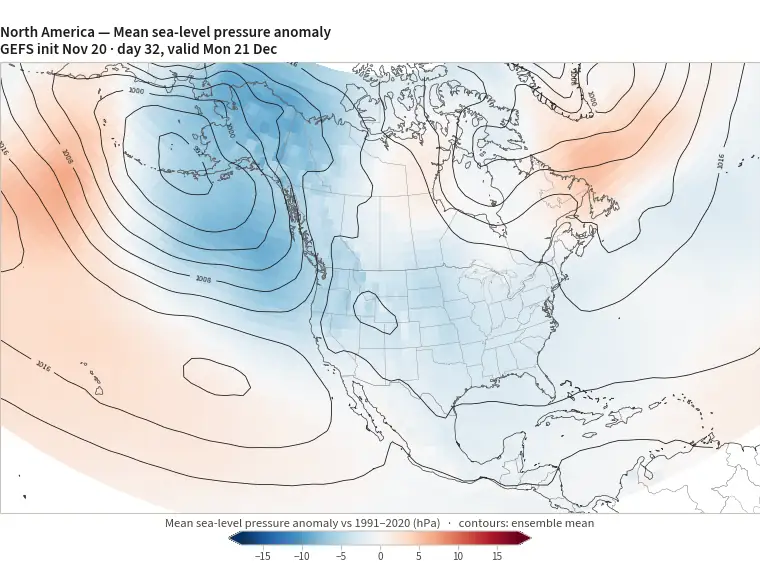 North America — Mean sea-level pressure anomaly
GEFS init Nov 20 · day 32, valid Mon 21 Dec
1000
1000
1008
1000
1008
1016
1016
1008
1016
Mean sea-level pressure anomaly vs 1991–2020 (hPa) · contours: ensemble mean
−15 −10 −5 0 5 10 15